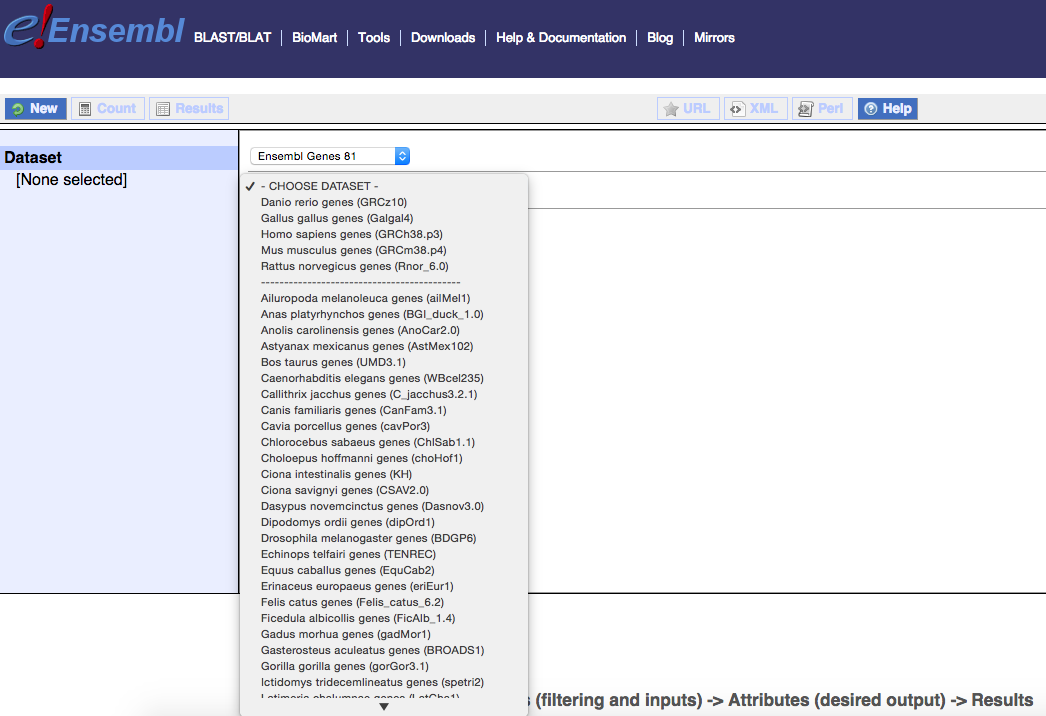 e!Ensembl BLAST/BLAT BioMart Tools Downloads Help & Documentation Blog Mirrors
New Count Results URL XML Perl Help
Dataset
[None selected]
Ensembl Genes 81
- CHOOSE DATASET -
Danio rerio genes (GRCz10)
Gallus gallus genes (Galgal4)
Homo sapiens genes (GRCh38.p3)
Mus musculus genes (GRCm38.p4)
Rattus norvegicus genes (Rnor_6.0)
-------------------------------------------
Ailuropoda melanoleuca genes (ailMel1)
Anas platyrhynchos genes (BGI_duck_1.0)
Anolis carolinensis genes (AnoCar2.0)
Astyanax mexicanus genes (AstMex102)
Bos taurus genes (UMD3.1)
Caenorhabditis elegans genes (WBcel235)
Callithrix jacchus genes (C_jacchus3.2.1)
Canis familiaris genes (CanFam3.1)
Cavia porcellus genes (cavPor3)
Chlorocebus sabaeus genes (ChlSab1.1)
Choloepus hoffmanni genes (choHof1)
Ciona intestinalis genes (KH)
Ciona savignyi genes (CSAV2.0)
Dasypus novemcinctus genes (Dasnov3.0)
Dipodomys ordii genes (dipOrd1)
Drosophila melanogaster genes (BDGP6)
Echinops telfairi genes (TENREC)
Equus caballus genes (EquCab2)
Erinaceus europaeus genes (eriEur1)
Felis catus genes (Felis_catus_6.2)
Ficedula albicollis genes (FicAlb_1.4)
Gadus morhua genes (gadMor1)
Gasterosteus aculeatus genes (BROADS1)
Gorilla gorilla genes (gorGor3.1)
Ictidomys tridecemlineatus genes (spetri2)
Latimeria chalumnae genes (LatCha1)
(filtering and inputs) -> Attributes (desired output) -> Results